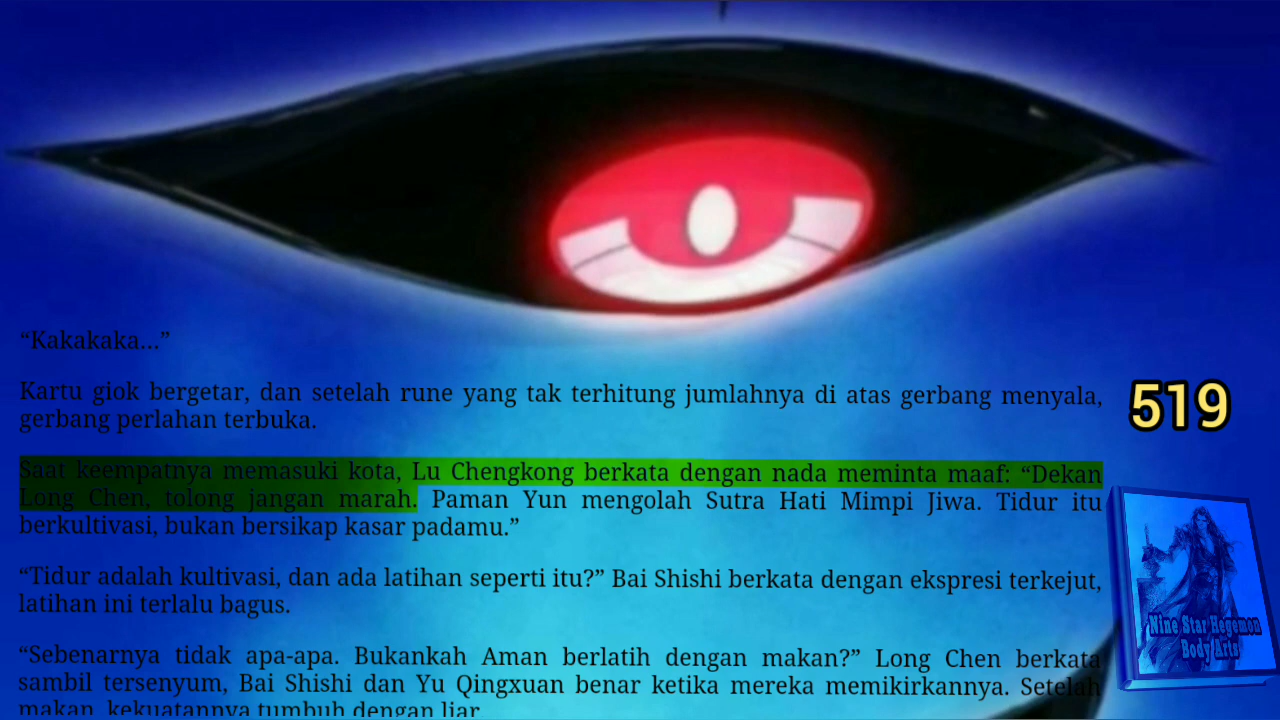 “Kakakaka...”
Kartu giok bergetar, dan setelah rune yang tak terhitung jumlahnya di atas gerbang menyala,
gerbang perlahan terbuka.
519
Saat keempatnya memasuki kota, Lu Chengkong berkata dengan nada meminta maaf: “Dekan
Long Chen, tolong jangan marah. Paman Yun mengolah Sutra Hati Mimpi Jiwa. Tidur itu
berkultivasi, bukan bersikap kasar padamu.”
“Tidur adalah kultivasi, dan ada latihan seperti itu?” Bai Shishi berkata dengan ekspresi terkejut,
latihan ini terlalu bagus.
Nine Star Hegemon
Body Arts
“Sebenarnya tidak apa-apa. Bukankah Aman berlatih dengan makan?” Long Chen berkata
sambil tersenyum, Bai Shishi dan Yu Qingxuan benar ketika mereka memikirkannya. Setelah
makan, kekuatannya tumbuh dengan liar.